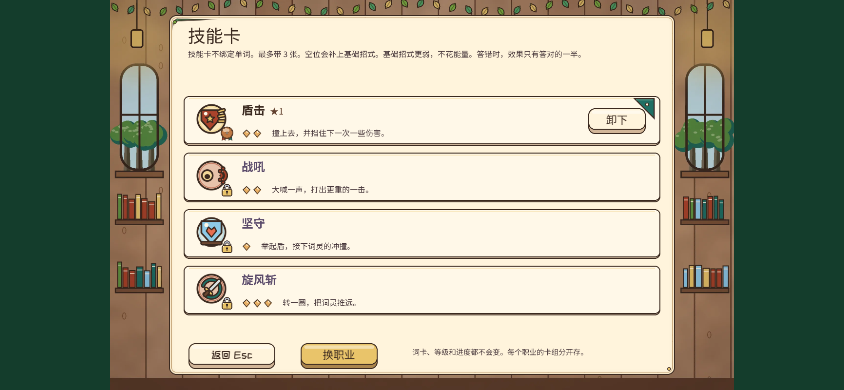 技能卡
技能卡不绑定单词。最多带 3 张。空位会补上基础招式。基础招式更弱，不花能量。答错时，效果只有答对的一半。
盾击 ★1
卸下
撞上去，并挡住下一次一些伤害。
战吼
大喊一声，打出更重的一击。
坚守
举起盾，接下词灵的冲撞。
旋风斩
转一圈，把词灵推远。
返回 Esc
换职业
词卡、等级和进度都不会变。每个职业的卡组分开存。